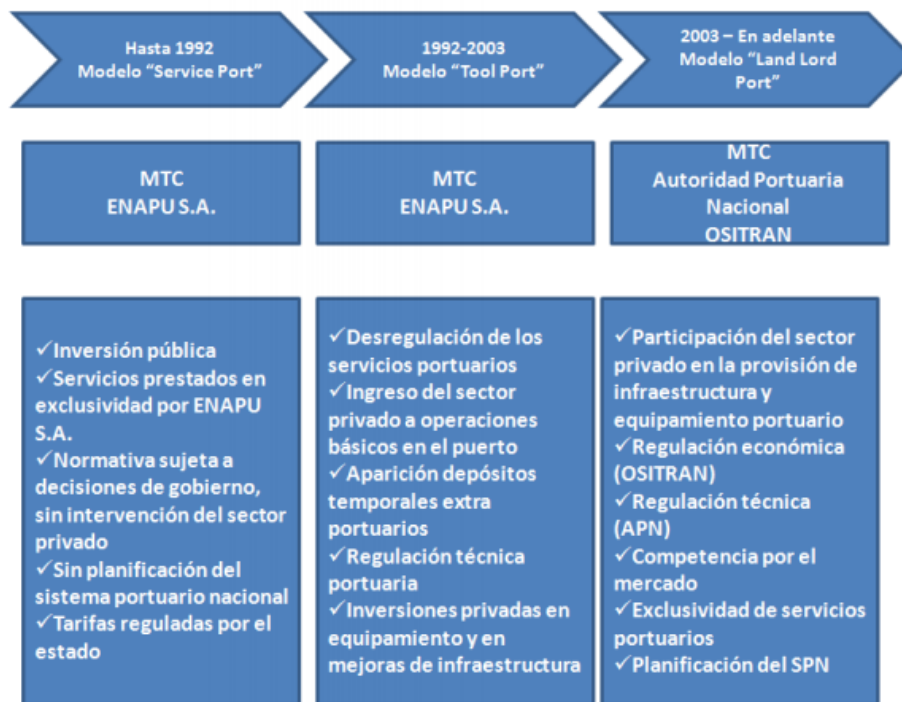 Hasta 1992
Modelo “Service Port”
1992-2003
Modelo “Tool Port”
2003 – En adelante
Modelo “Land Lord
Port”
MTC
ENAPU S.A.
MTC
ENAPU S.A.
MTC
Autoridad Portuaria
Nacional
OSITRAN
✓Inversión pública
✓Servicios prestados en
exclusividad por ENAPU
S.A.
✓Normativa sujeta a
decisiones de gobierno,
sin intervención del sector
privado
✓Sin planificación del
sistema portuario nacional
✓Tarifas reguladas por el
estado
✓Desregulación de los
servicios portuarios
✓Ingreso del sector
privado a operaciones
básicos en el puerto
✓Aparición depósitos
temporales extra
portuarios
✓Regulación técnica
portuaria
✓Inversiones privadas en
equipamiento y en
mejoras de infraestructura
✓Participación del sector
privado en la provisión de
infraestructura y
equipamiento portuario
✓Regulación económica
(OSITRAN)
✓Regulación técnica
(APN)
✓Competencia por el
mercado
✓Exclusividad de servicios
portuarios
✓Planificación del SPN